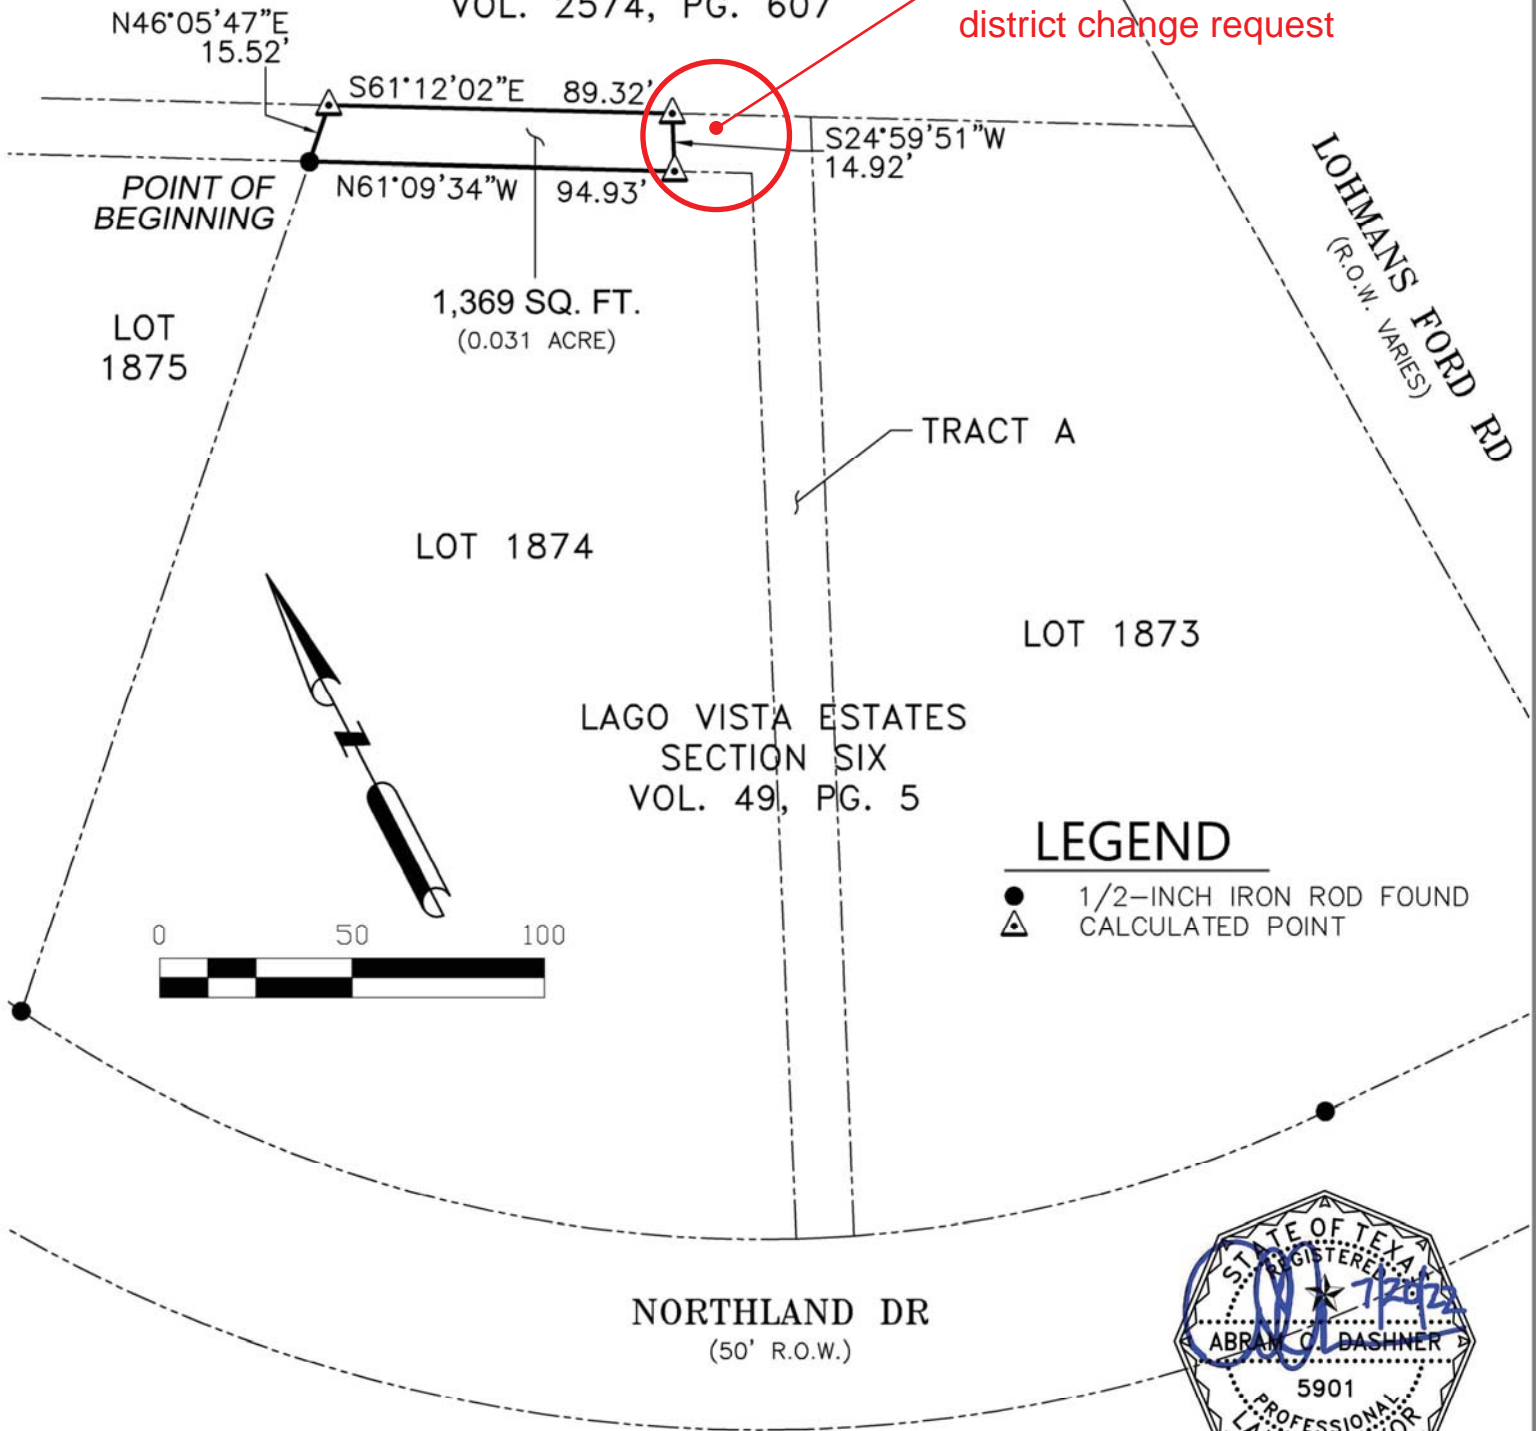 VOL. 2574, PG. 607
district change request
N46°05'47"E
15.52'
S61°12'02"E 89.32'
S24°59'51"W
14.92'
POINT OF
BEGINNING
N61°09'34"W 94.93'
LOHMANS FORD RD
(R.O.W. VARIES)
1,369 SQ. FT.
(0.031 ACRE)
LOT
1875
TRACT A
LOT 1874
LOT 1873
LAGO VISTA ESTATES
SECTION SIX
VOL. 49, PG. 5
LEGEND
1/2-INCH IRON ROD FOUND
CALCULATED POINT
0 50 100
NORTHLAND DR
(50' R.O.W.)
STATE OF TEXAS
REGISTERED
7/20/22
ABRAM C. DASHNER
5901
PROFESSIONAL